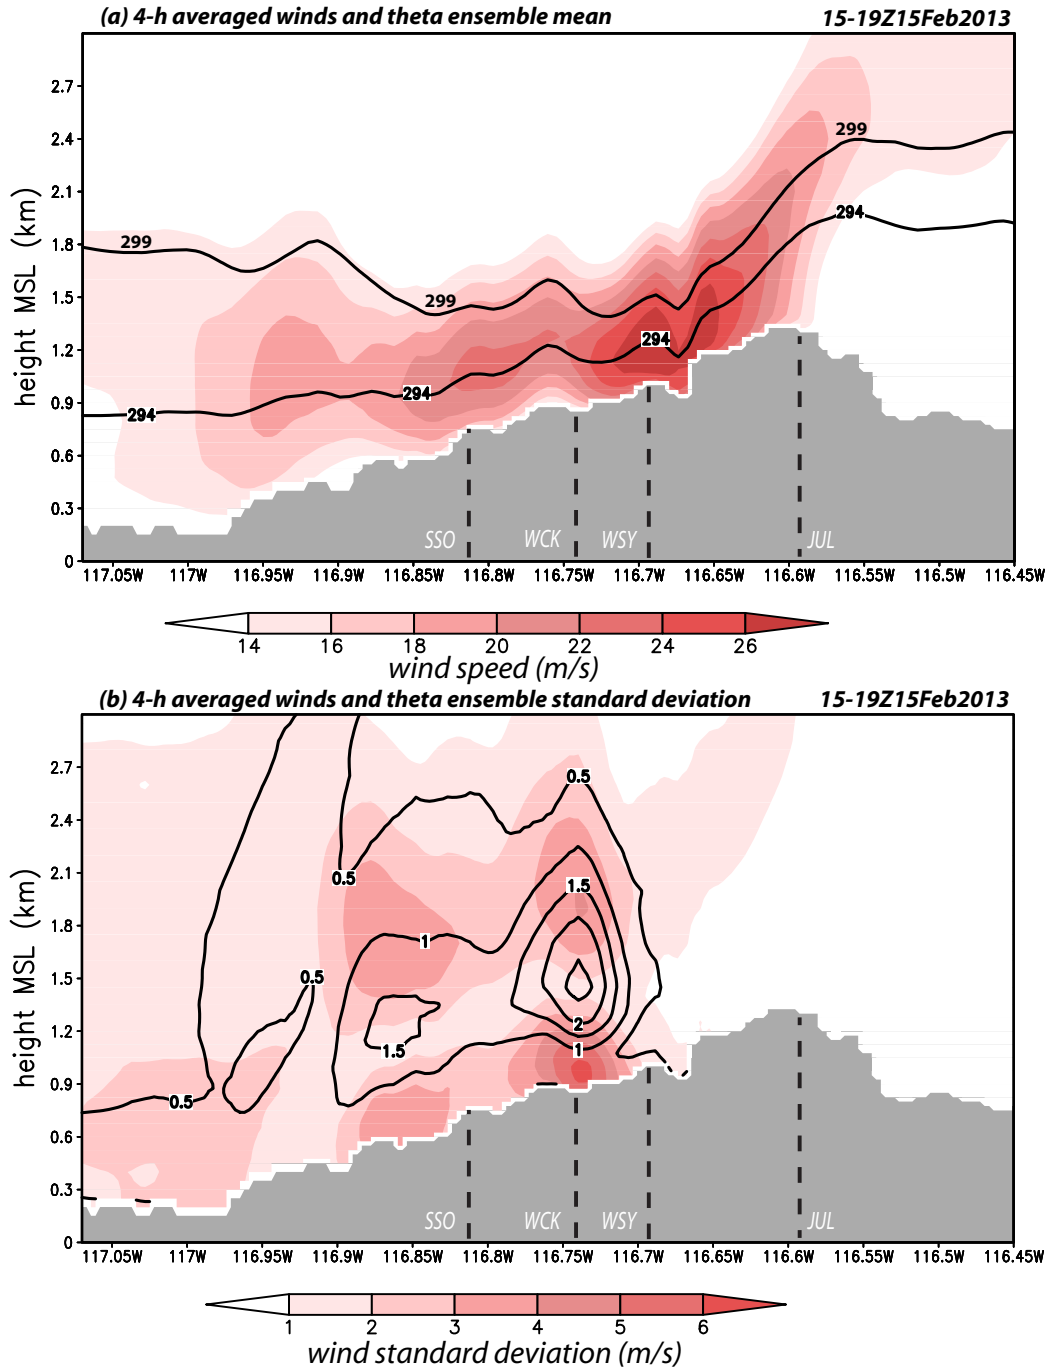 (a) 4-h averaged winds and theta ensemble mean 15-19Z15Feb2013
2.7
2.4
2.1
1.8
1.5
1.2
0.9
0.6
0.3
0
height MSL (km)
299
299
299
294
294
294
294
SSO
WCK
WSY
JUL
117.05W 117W 116.95W 116.9W 116.85W 116.8W 116.75W 116.7W 116.65W 116.6W 116.55W 116.5W 116.45W
14 16 18 20 22 24 26
wind speed (m/s)
(b) 4-h averaged winds and theta ensemble standard deviation 15-19Z15Feb2013
2.7
2.4
2.1
1.8
1.5
1.2
0.9
0.6
0.3
0
height MSL (km)
0.5
0.5
1.5
1
0.5
2
1.5
1
0.5
SSO
WCK
WSY
JUL
117.05W 117W 116.95W 116.9W 116.85W 116.8W 116.75W 116.7W 116.65W 116.6W 116.55W 116.5W 116.45W
1 2 3 4 5 6
wind standard deviation (m/s)